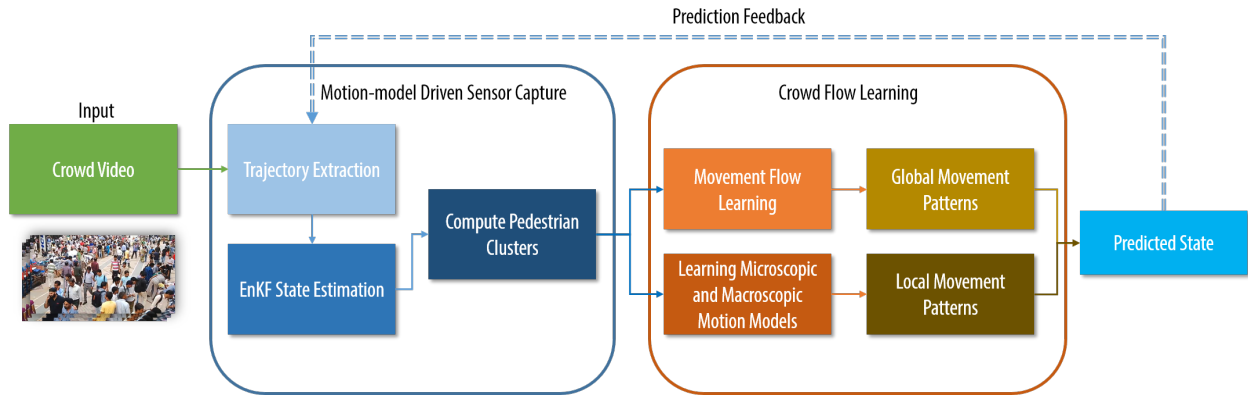 Prediction Feedback
Motion-model Driven Sensor Capture
Crowd Flow Learning
Input
Crowd Video
Trajectory Extraction
EnKF State Estimation
Compute Pedestrian
Clusters
Movement Flow
Learning
Global Movement
Patterns
Learning Microscopic
and Macroscopic
Motion Models
Local Movement
Patterns
Predicted State